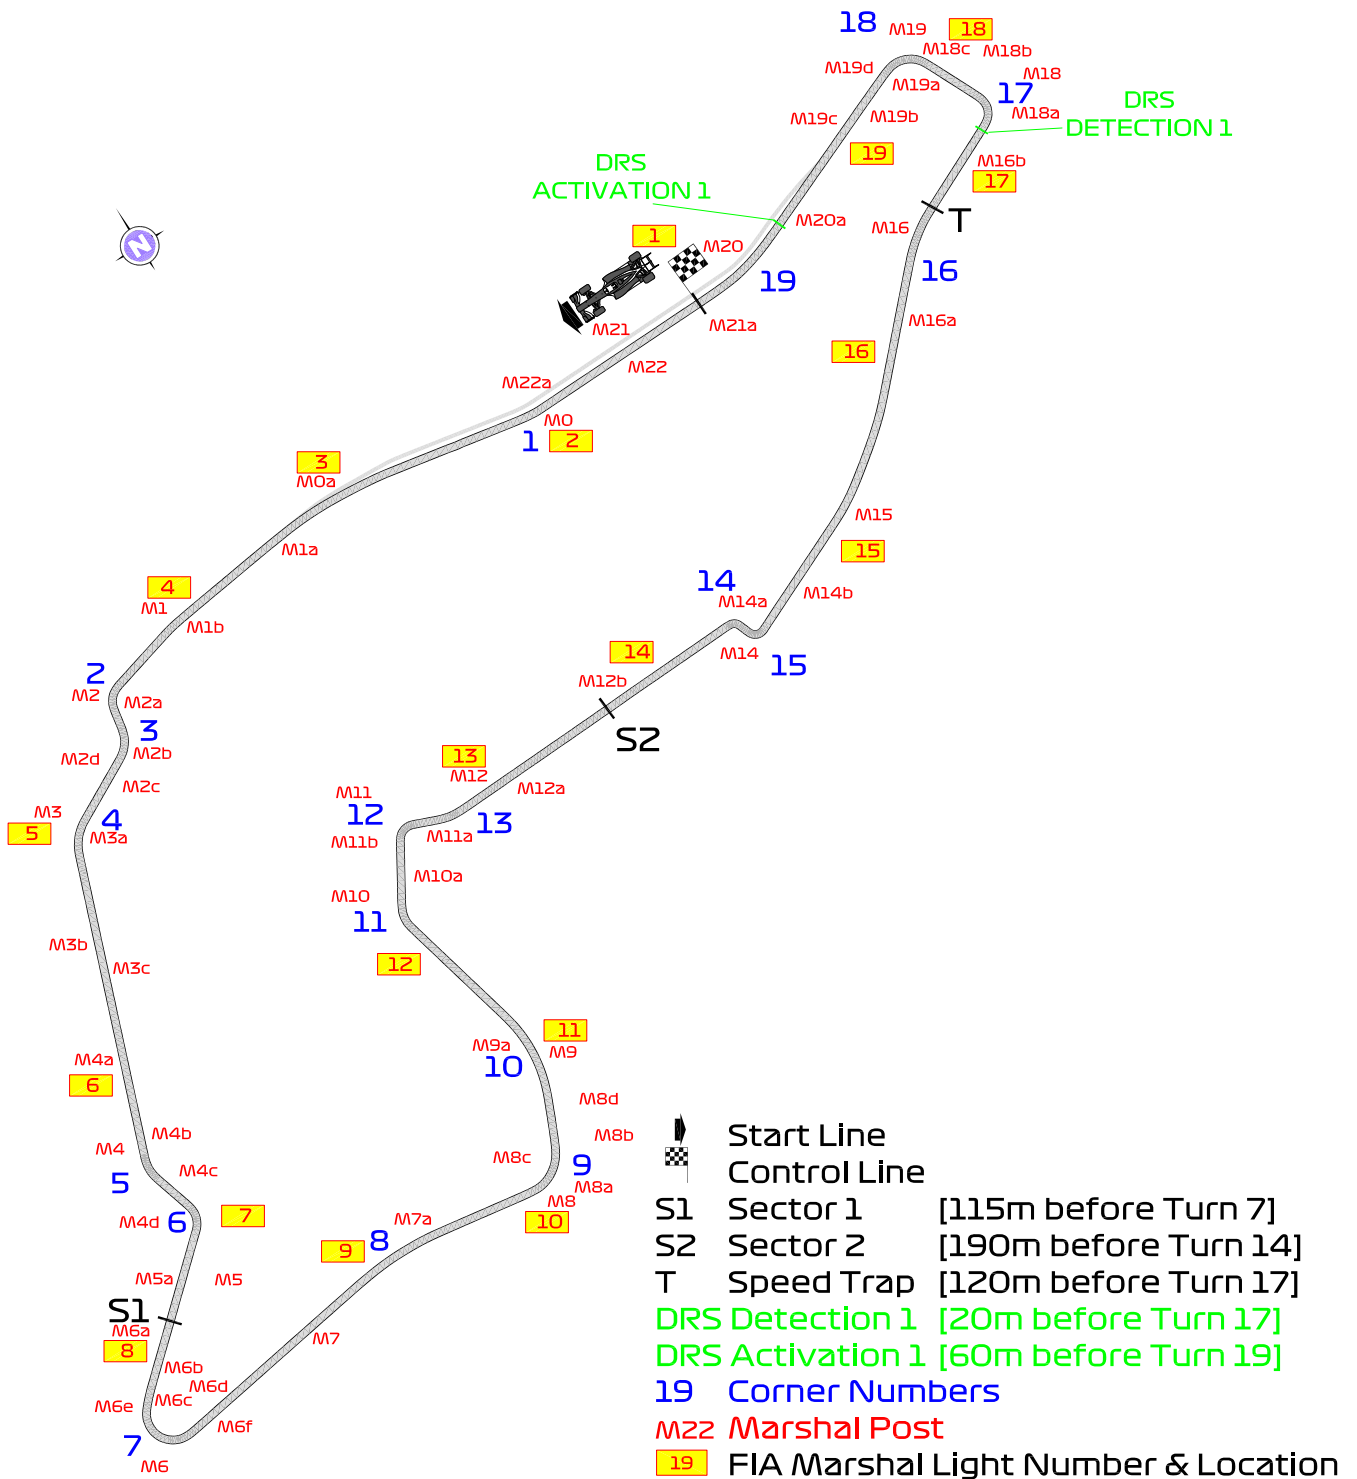 18
M19
18
M18c
M18b
M19d
M18
M19a
17
DRS
DETECTION 1
M18a
M19c
M19b
19
DRS
ACTIVATION 1
M16b
17
N
M20a
M16
T
1
M20
16
19
M21
M21a
M16a
16
M22
M22a
M0
1
2
3
M0a
M15
M1a
15
14
4
M14a
M14b
M1
M1b
14
M14
15
2
M12b
M2
M2a
3
S2
M2d
M2b
13
M12
M2c
M12a
M11
M3
4
12
13
5
M3a
M11b
M11a
M10a
M10
11
M3b
M3c
12
11
M9a
M9
M4a
10
6
M8d
M4b
M8b
M4
M8c
9
M4c
5
M8a
M8
7
M4d
6
M7a
10
8
9
M5a
M5
S1
M6a
M7
8
M6b
M6d
M6c
M6e
M6f
7
M6
Start Line
Control Line
S1 Sector 1 [115m before Turn 7]
S2 Sector 2 [190m before Turn 14]
T Speed Trap [120m before Turn 17]
DRS Detection 1 [20m before Turn 17]
DRS Activation 1 [60m before Turn 19]
19 Corner Numbers
M22 Marshal Post
19 FIA Marshal Light Number & Location